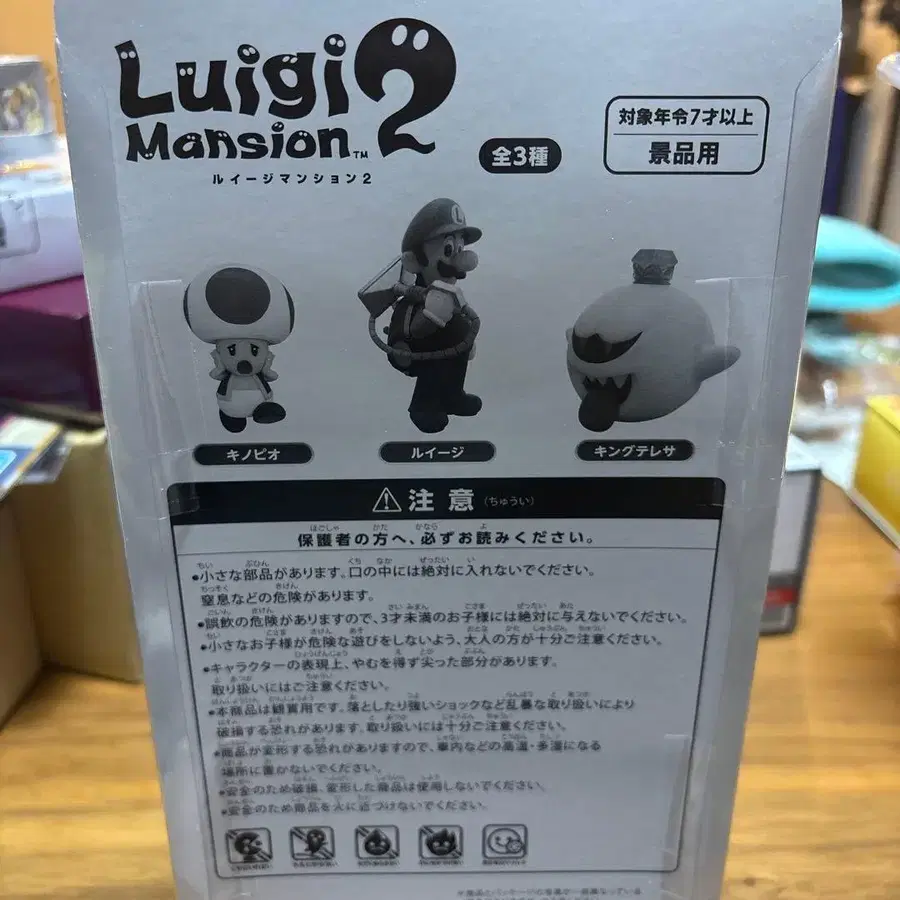 Luigi
Mansion™ 2
ルイージマンション2
全3種
対象年令7才以上
景品用
キノピオ
ルイージ
キングテレサ
注意(ちゅうい)
保護者の方へ、必ずお読みください。
•小さな部品があります。口の中には絶対に入れないでください。
窒息などの危険があります。
•誤飲の危険がありますので、3才未満のお子様には絶対に与えないでください。
•小さなお子様が危険な遊びをしないよう、大人の方が十分ご注意ください。
•キャラクターの表現上、やむを得ず尖った部分があります。
取り扱いにはご注意ください。
•本商品は観賞用です。落としたり強いショックなど乱暴な取り扱いにより
破損する恐れがあります。取り扱いには十分ご注意ください。
•商品が変形する恐れがありますので、車内などの高温・多湿になる
場所に置かないでください。
•安全のため破損、変形した商品は使用しないでください。
•安全のため商品を火に近づけないでください。